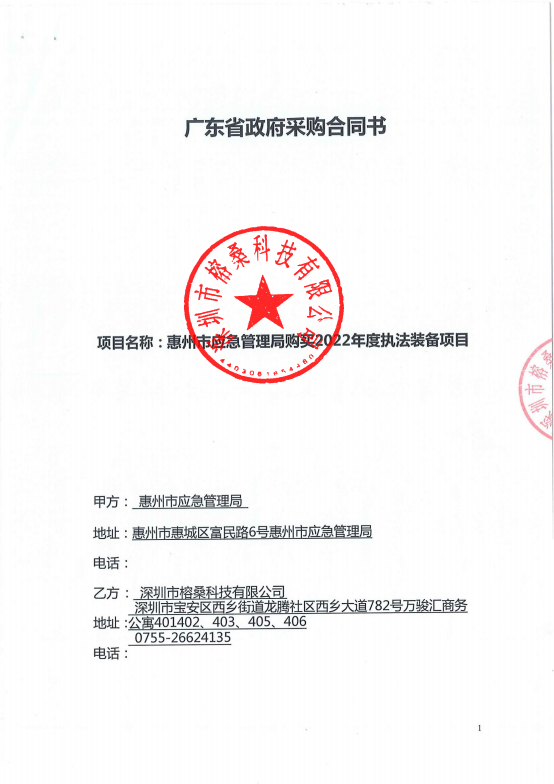 广东省政府采购合同书
深圳市榕桑科技有限公司
项目名称：惠州市应急管理局购买2022年度执法装备项目
甲方： 惠州市应急管理局
地址：惠州市惠城区富民路6号惠州市应急管理局
电话：
乙方： 深圳市榕桑科技有限公司
深圳市宝安区西乡街道龙腾社区西乡大道782号万骏汇商务
地址：公寓401402、403、405、406
0755-26624135
电话：
1